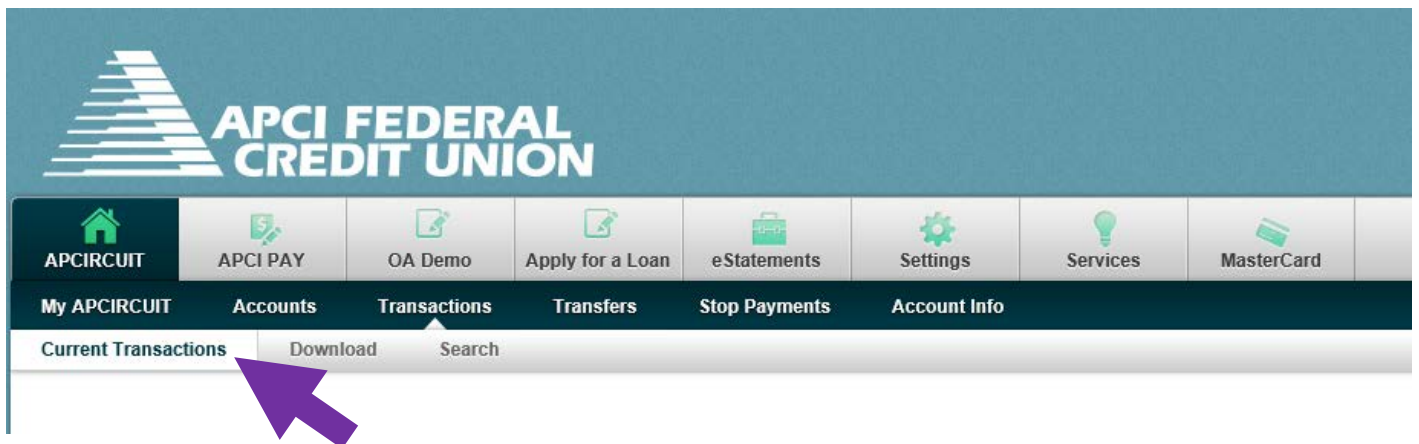 APCI FEDERAL
CREDIT UNION
APCIRCUIT APCI PAY OA Demo Apply for a Loan eStatements Settings Services MasterCard
My APCIRCUIT Accounts Transactions Transfers Stop Payments Account Info
Current Transactions Download Search